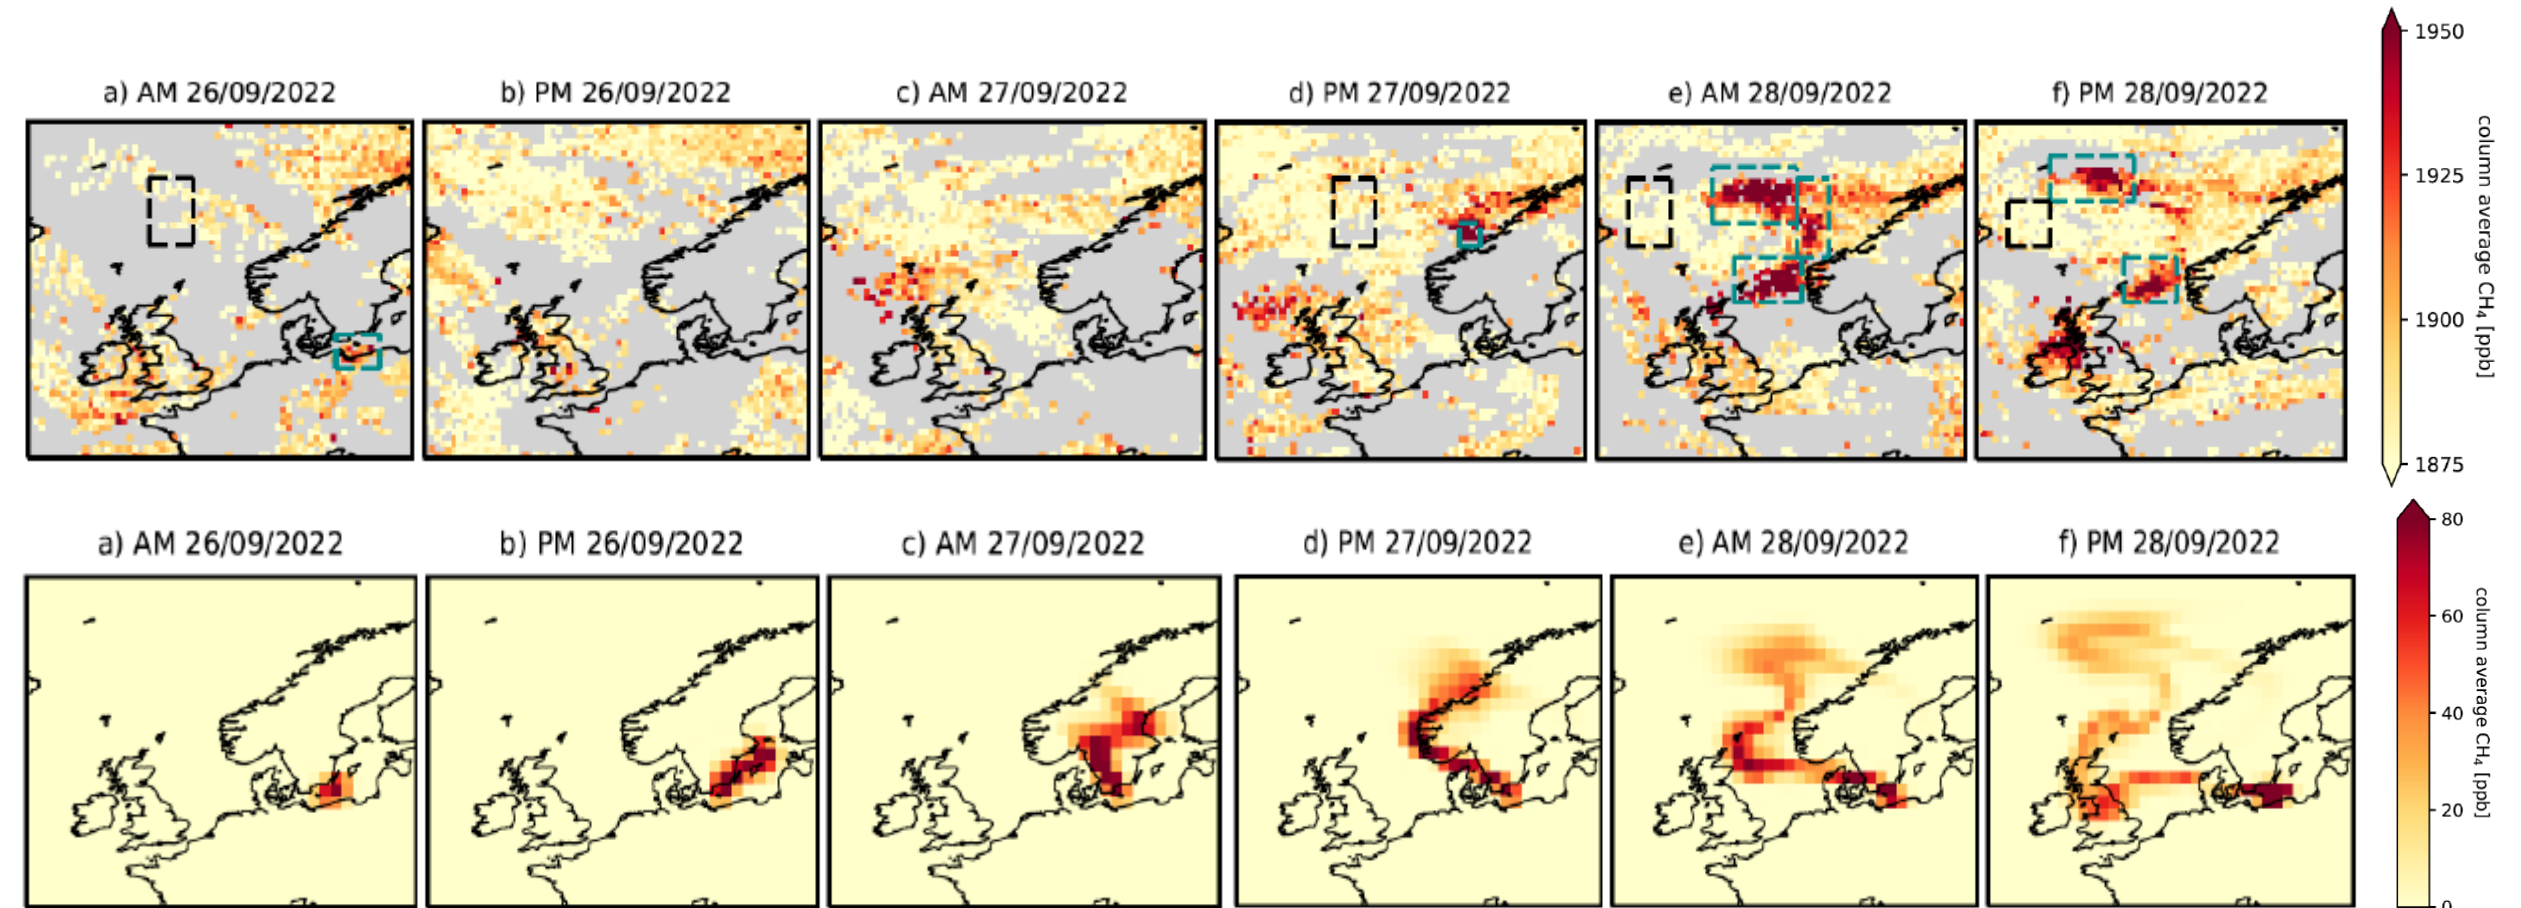 a) AM 26/09/2022
b) PM 26/09/2022
c) AM 27/09/2022
d) PM 27/09/2022
e) AM 28/09/2022
f) PM 28/09/2022
1950
1925
1900
1875
column average CH₄ [ppb]
a) AM 26/09/2022
b) PM 26/09/2022
c) AM 27/09/2022
d) PM 27/09/2022
e) AM 28/09/2022
f) PM 28/09/2022
80
60
40
20
0
column average CH₄ [ppb]